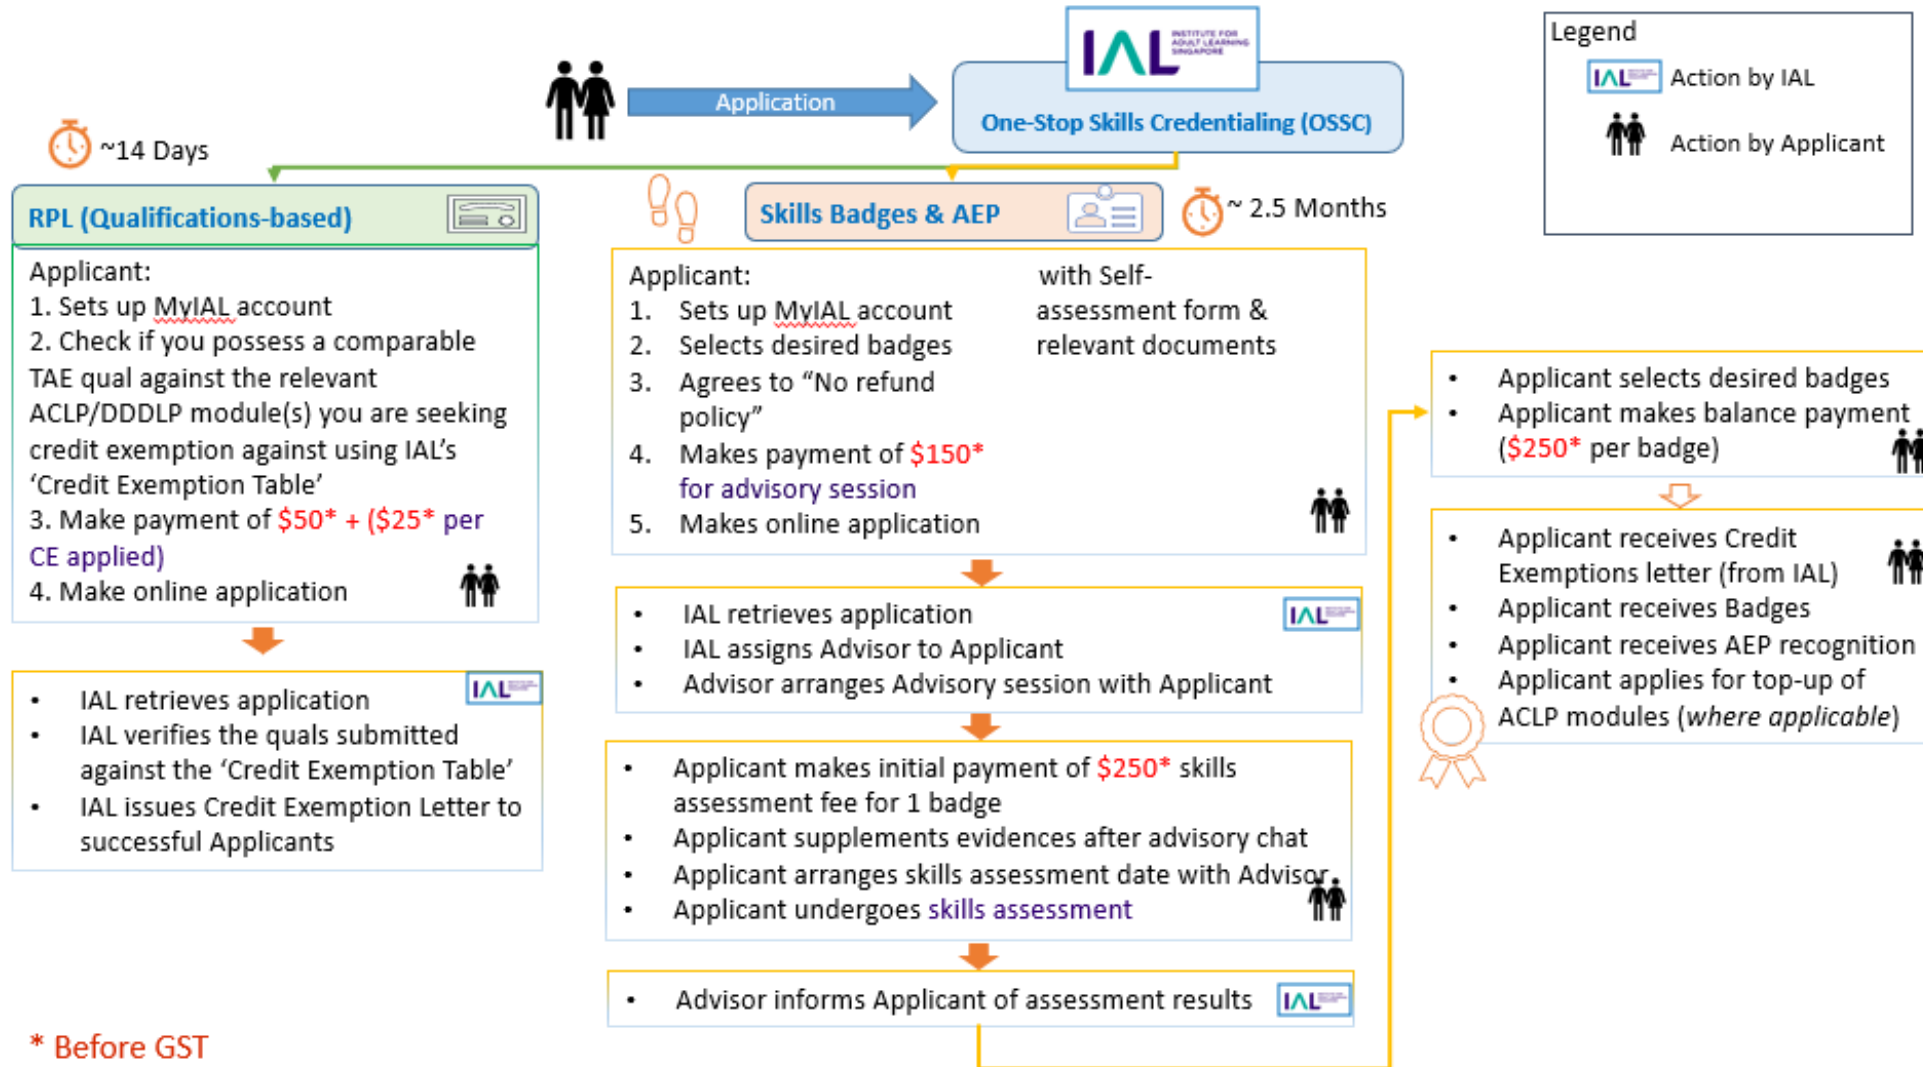 IAL INSTITUTE FOR
ADULT LEARNING
SINGAPORE
Application
One-Stop Skills Credentialing (OSSC)
Legend
IAL
Action by IAL
Action by Applicant
~14 Days
RPL (Qualifications-based)
Applicant:
1. Sets up MyIAL account
2. Check if you possess a comparable
TAE qual against the relevant
ACLP/DDDLP module(s) you are seeking
credit exemption against using IAL’s
‘Credit Exemption Table’
3. Make payment of $50* + ($25* per
CE applied)
4. Make online application
IAL
• IAL retrieves application
• IAL verifies the quals submitted
against the ‘Credit Exemption Table’
• IAL issues Credit Exemption Letter to
successful Applicants
* Before GST
Skills Badges & AEP
~ 2.5 Months
Applicant:
1. Sets up MyIAL account
2. Selects desired badges
3. Agrees to “No refund
policy”
4. Makes payment of $150*
for advisory session
5. Makes online application
with Self-
assessment form &
relevant documents
• IAL retrieves application
• IAL assigns Advisor to Applicant
• Advisor arranges Advisory session with Applicant
IAL
• Applicant makes initial payment of $250* skills
assessment fee for 1 badge
• Applicant supplements evidences after advisory chat
• Applicant arranges skills assessment date with Advisor
• Applicant undergoes skills assessment
• Advisor informs Applicant of assessment results
IAL
• Applicant selects desired badges
• Applicant makes balance payment
($250* per badge)
• Applicant receives Credit
Exemptions letter (from IAL)
• Applicant receives Badges
• Applicant receives AEP recognition
• Applicant applies for top-up of
ACLP modules (where applicable)